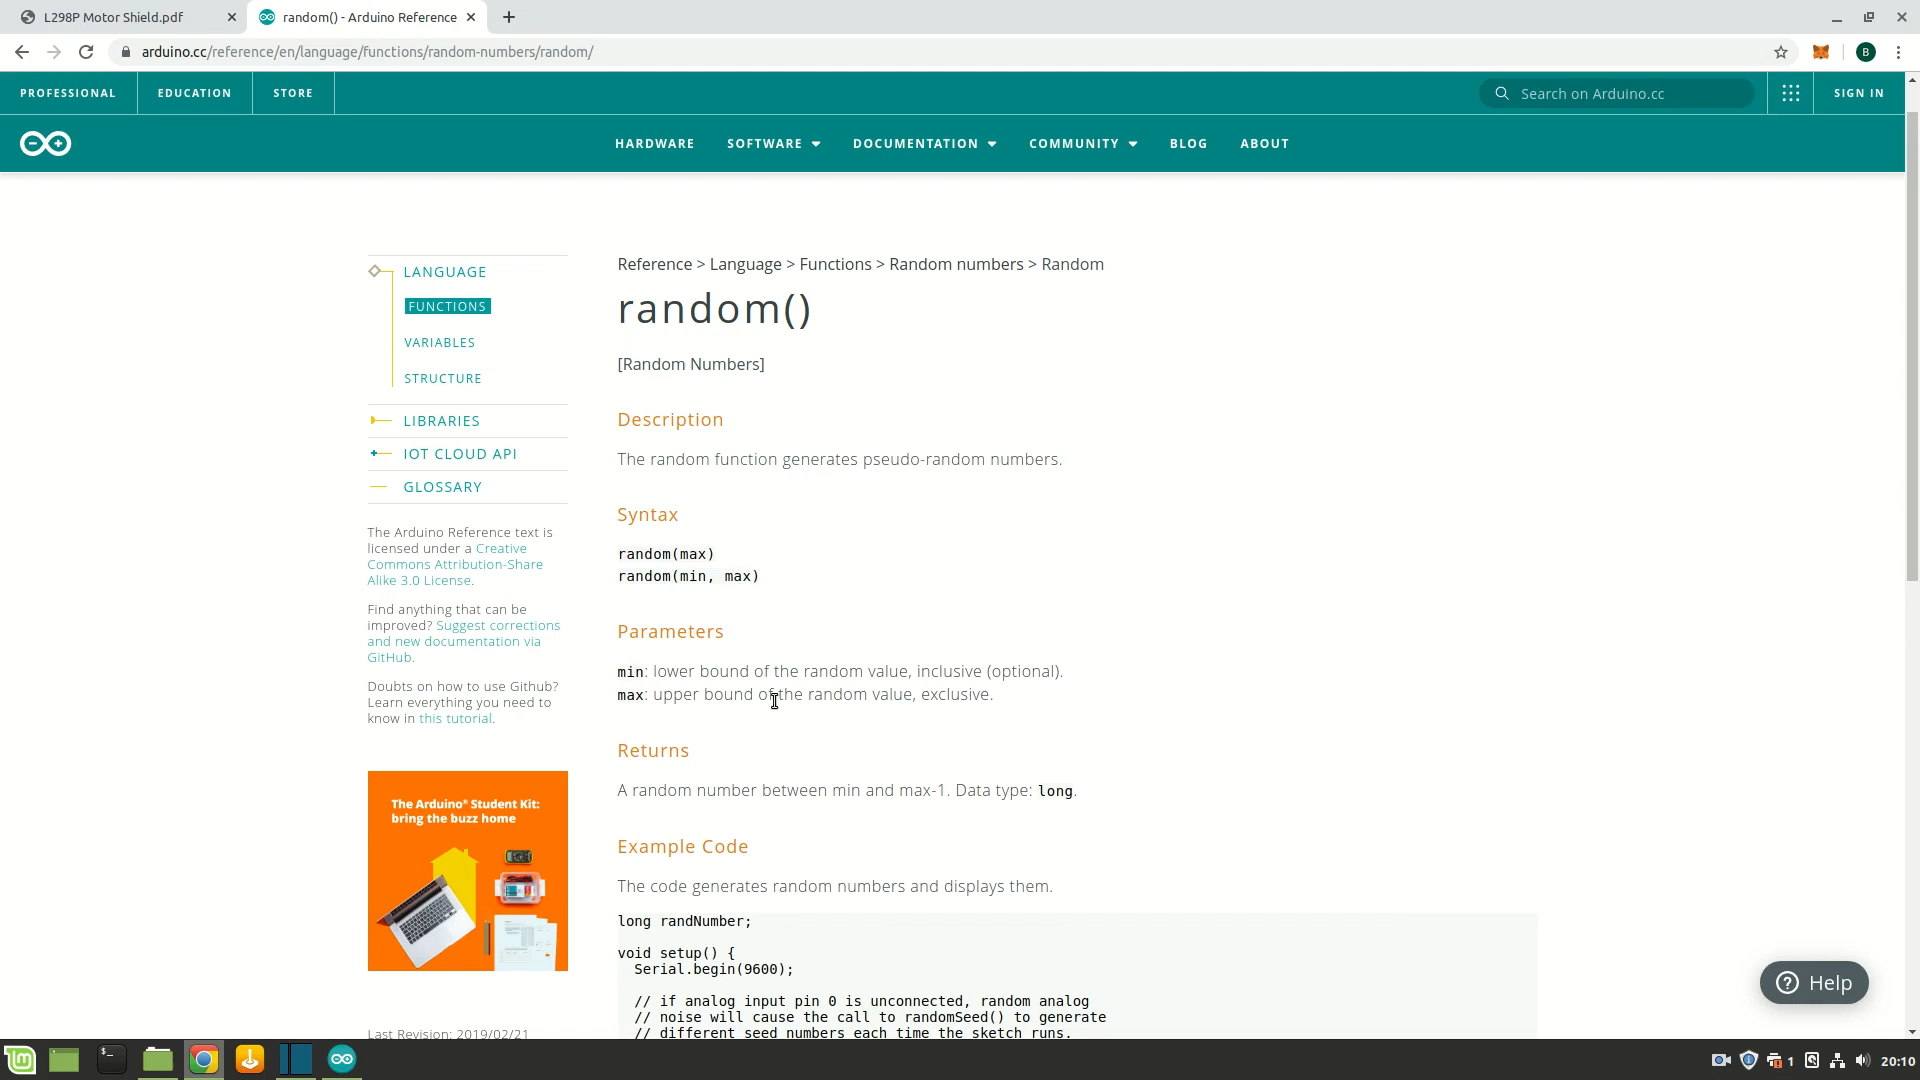 L298P Motor Shield.pdf
random() - Arduino Reference
arduino.cc/reference/en/language/functions/random-numbers/random/
B
PROFESSIONAL
EDUCATION
STORE
Search on Arduino.cc
SIGN IN
HARDWARE
SOFTWARE
DOCUMENTATION
COMMUNITY
BLOG
ABOUT
LANGUAGE
FUNCTIONS
VARIABLES
STRUCTURE
LIBRARIES
IOT CLOUD API
GLOSSARY
The Arduino Reference text is
licensed under a Creative
Commons Attribution-Share
Alike 3.0 License.
Find anything that can be
improved? Suggest corrections
and new documentation via
GitHub.
Doubts on how to use Github?
Learn everything you need to
know in this tutorial.
The Arduino® Student Kit:
bring the buzz home
Last Revision: 2019/02/21
Reference > Language > Functions > Random numbers > Random
random()
[Random Numbers]
Description
The random function generates pseudo-random numbers.
Syntax
random(max)
random(min, max)
Parameters
min: lower bound of the random value, inclusive (optional).
max: upper bound of the random value, exclusive.
Returns
A random number between min and max-1. Data type: long.
Example Code
The code generates random numbers and displays them.
long randNumber;
void setup() {
Serial.begin(9600);
// if analog input pin 0 is unconnected, random analog
// noise will cause the call to randomSeed() to generate
// different seed numbers each time the sketch runs.
Help
1
20:10